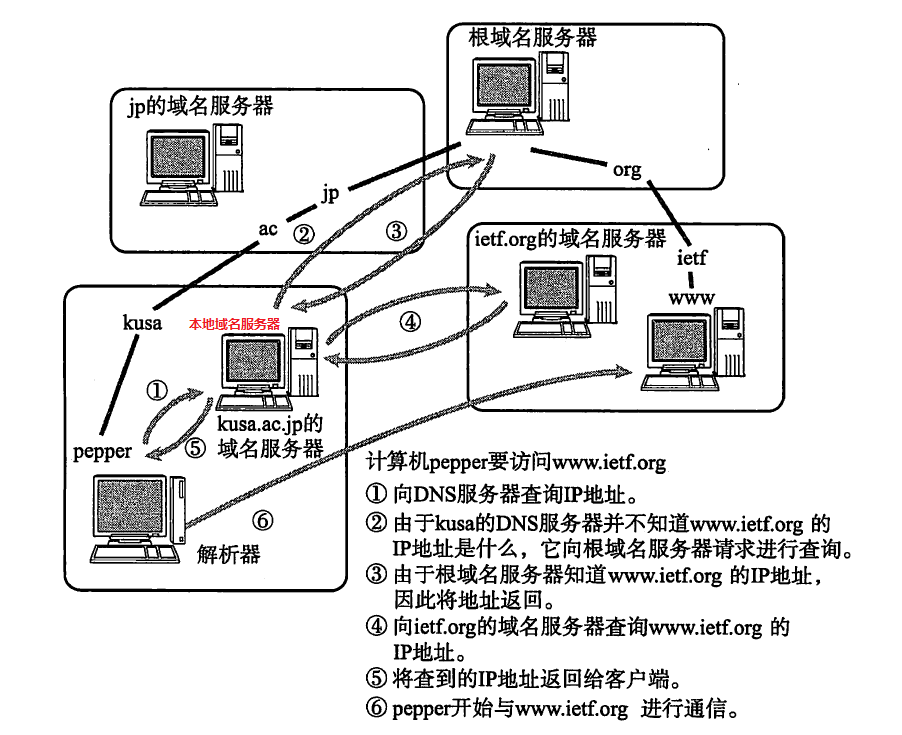 根域名服务器
jp的域名服务器
org
jp
ac
②
③
ietf.org的域名服务器
ietf
www
kusa
本地域名服务器
④
①
kusa.ac.jp的
域名服务器
⑤
pepper
⑥
解析器
计算机pepper要访问www.ietf.org
① 向DNS服务器查询IP地址。
② 由于kusa的DNS服务器并不知道www.ietf.org 的
IP地址是什么，它向根域名服务器请求进行查询。
③ 由于根域名服务器知道www.ietf.org 的IP地址，
因此将地址返回。
④ 向ietf.org的域名服务器查询www.ietf.org 的
IP地址。
⑤ 将查到的IP地址返回给客户端。
⑥ pepper开始与www.ietf.org 进行通信。